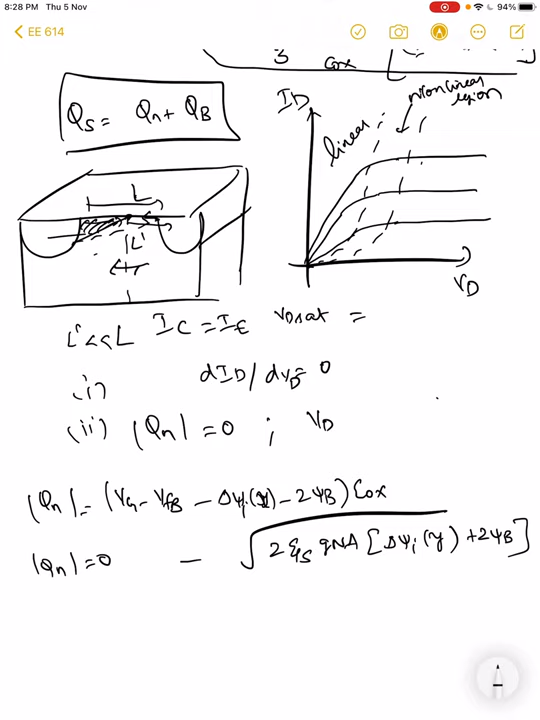 8:28 PM Thu 5 Nov 94%
EE 614
3 Cox
Qs = Qn + QB
ID
linear
nonlinear region
L
L'
VD
L' << L IC = IE VDsat =
(i) dID / dVD = 0
(ii) |Qn| = 0 ; VD
|Qn| = (VG - VFB - Δψi(y) - 2ψB) Cox
|Qn| = 0 - √2εs qNA [Δψi(y) + 2ψB]